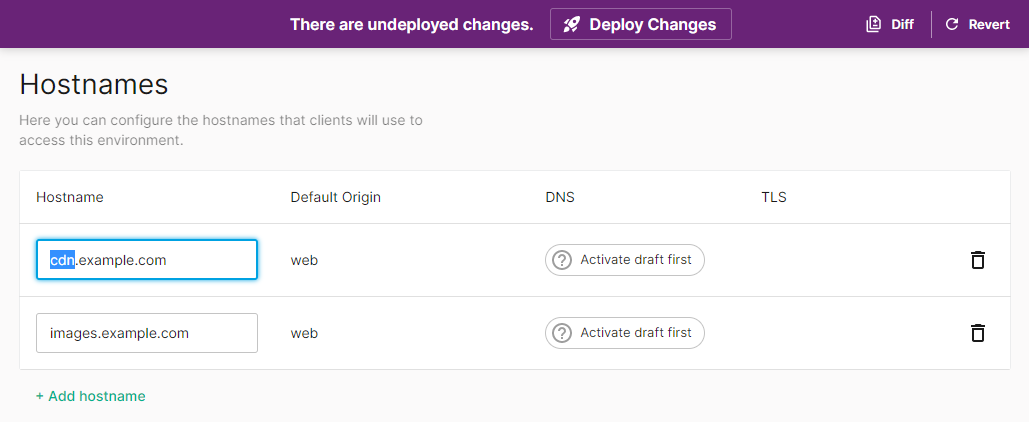 There are undeployed changes. Deploy Changes Diff Revert
Hostnames
Here you can configure the hostnames that clients will use to
access this environment.
Hostname Default Origin DNS TLS
cdn.example.com web Activate draft first
images.example.com web Activate draft first
+ Add hostname